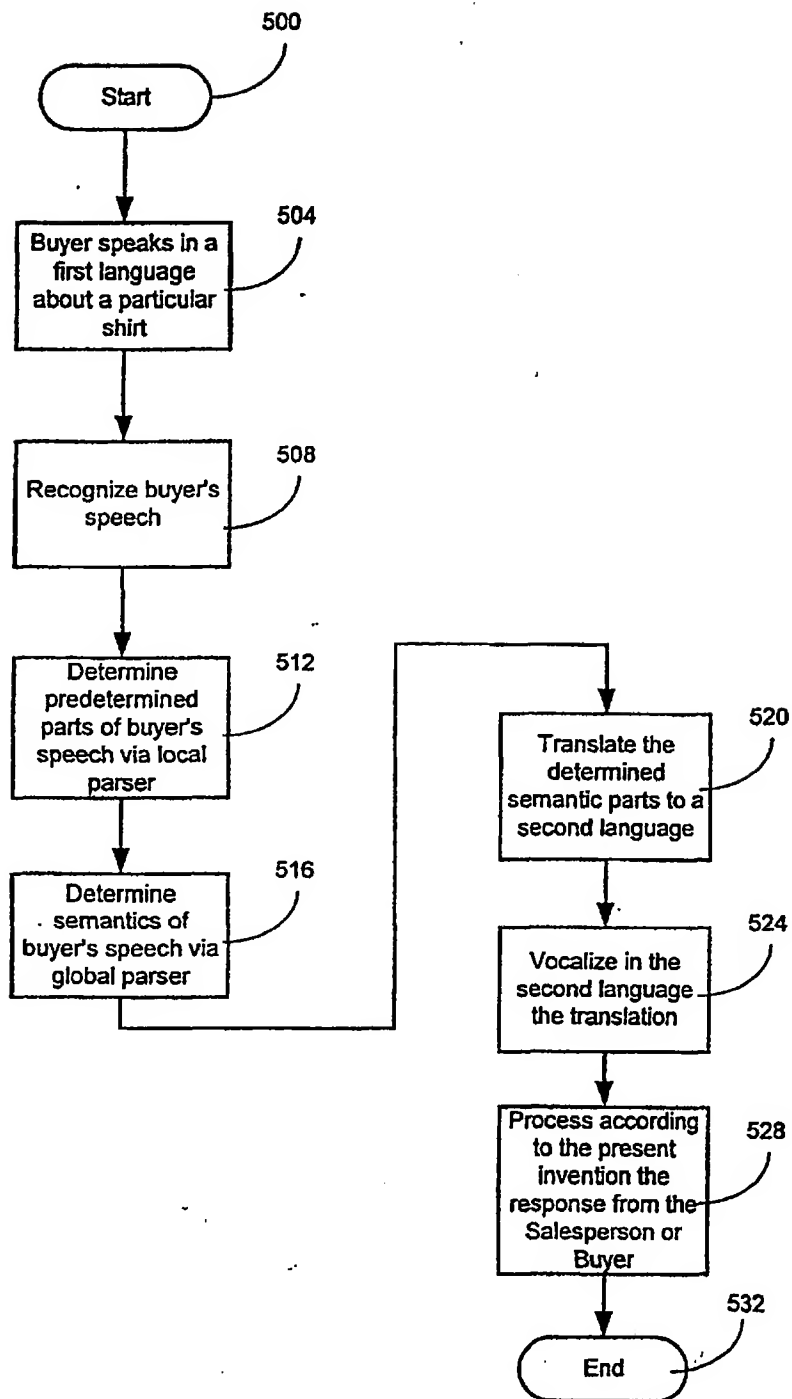 500
Start
504
Buyer speaks in a
first language
about a particular
shirt
508
Recognize buyer's
speech
512
Determine
predetermined
parts of buyer's
speech via local
parser
516
Determine
semantics of
buyer's speech via
global parser
520
Translate the
determined
semantic parts to a
second language
524
Vocalize in the
second language
the translation
528
Process according
to the present
invention the
response from the
Salesperson or
Buyer
532
End